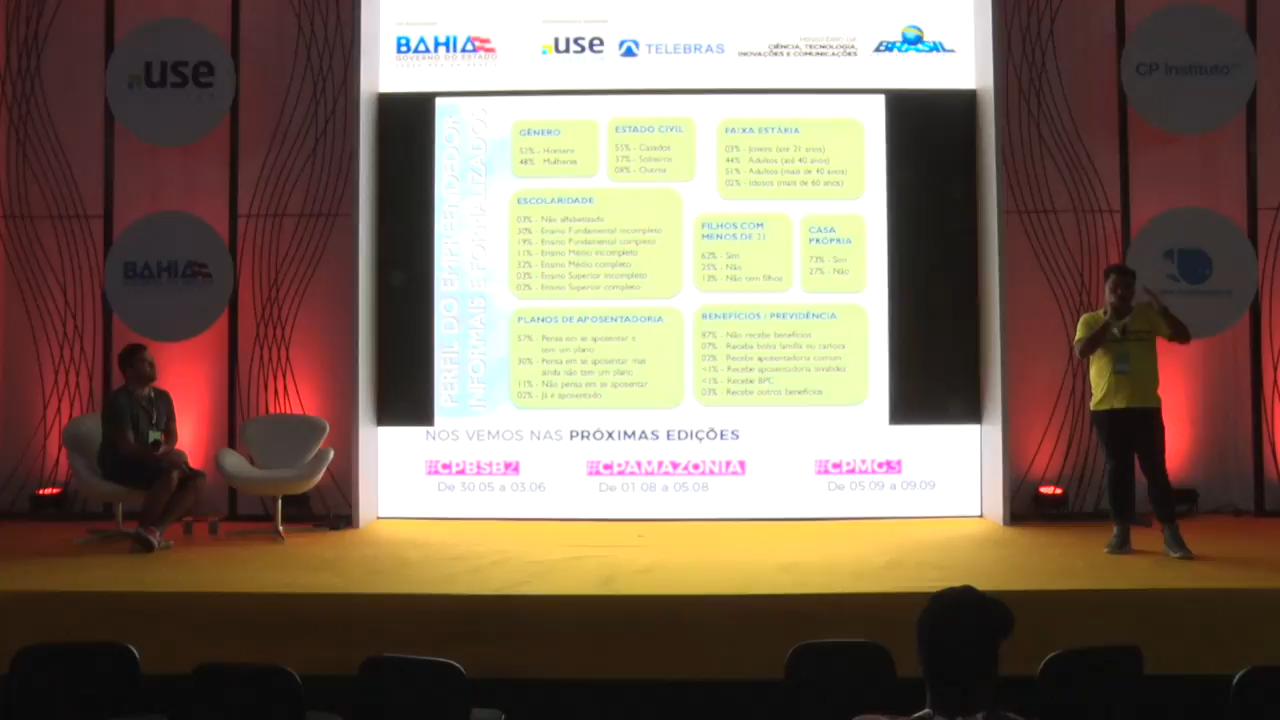 BAHIA
GOVERNO DO ESTADO
.use
TELEBRAS
CIÊNCIA, TECNOLOGIA,
INOVAÇÕES E COMUNICAÇÕES
BRASIL
.use
CP Instituto
BAHIA
PERFIL DO EMPREENDEDOR
INFORMAIS E FORMALIZADOS
GÊNERO
52% - Homens
48% - Mulheres
ESTADO CIVIL
55% - Casados
37% - Solteiros
08% - Outros
FAIXA ESTÁRIA
03% - Jovens (até 21 anos)
44% - Adultos (até 40 anos)
51% - Adultos (mais de 40 anos)
02% - Idosos (mais de 60 anos)
ESCOLARIDADE
03% - Não alfabetizado
30% - Ensino Fundamental incompleto
19% - Ensino Fundamental completo
11% - Ensino Médio incompleto
32% - Ensino Médio completo
03% - Ensino Superior incompleto
02% - Ensino Superior completo
FILHOS COM
MENOS DE 21
62% - Sim
25% - Não
13% - Não tem filhos
CASA
PRÓPRIA
73% - Sim
27% - Não
PLANOS DE APOSENTADORIA
57% - Pensa em se aposentar e
tem um plano
30% - Pensa em se aposentar mas
ainda não tem um plano
11% - Não pensa em se aposentar
02% - Já é aposentado
BENEFÍCIOS / PREVIDÊNCIA
87% - Não recebe benefícios
07% - Recebe bolsa família ou carioca
02% - Recebe aposentadoria comum
<1% - Recebe aposentadoria invalidez
<1% - Recebe BPC
03% - Recebe outros benefícios
NOS VEMOS NAS PRÓXIMAS EDIÇÕES
#CPBSB2
De 30.05 a 03.06
#CPAMAZONIA
De 01.08 a 05.08
#CPMG3
De 05.09 a 09.09